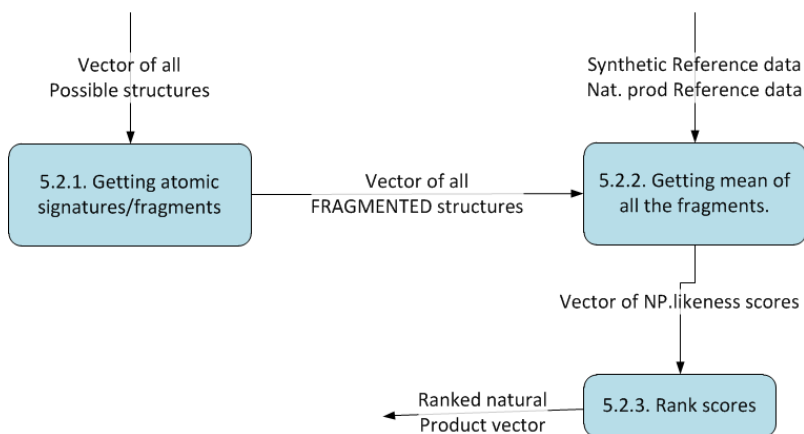 Vector of all
Possible structures
Synthetic Reference data
Nat. prod Reference data
5.2.1. Getting atomic
signatures/fragments
Vector of all
FRAGMENTED structures
5.2.2. Getting mean of
all the fragments.
Vector of NP.likeness scores
Ranked natural
Product vector
5.2.3. Rank scores